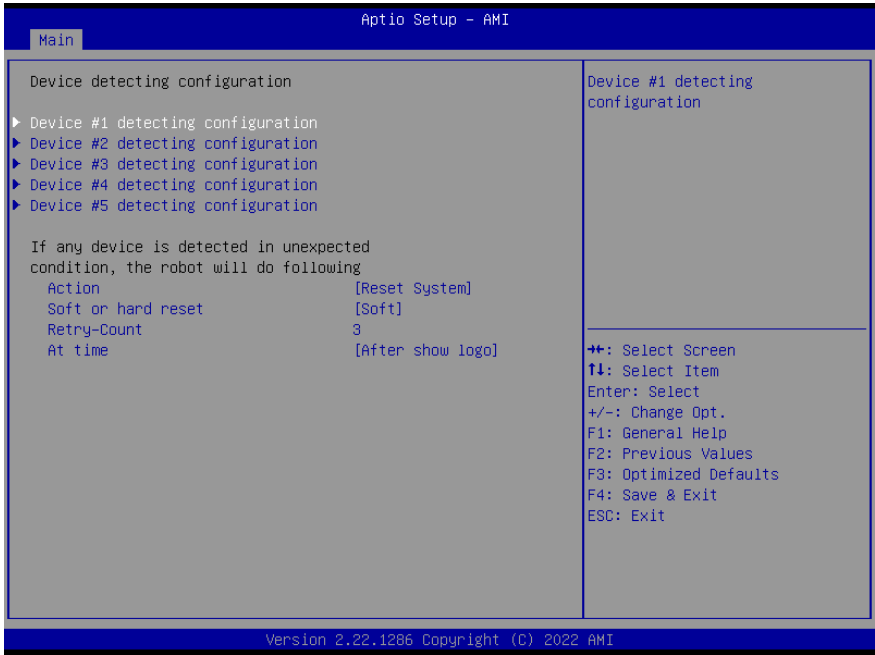 Aptio Setup – AMI
Main
Device detecting configuration
Device #1 detecting configuration
Device #2 detecting configuration
Device #3 detecting configuration
Device #4 detecting configuration
Device #5 detecting configuration
If any device is detected in unexpected
condition, the robot will do following
Action [Reset System]
Soft or hard reset [Soft]
Retry-Count 3
At time [After show logo]
Device #1 detecting
configuration
→←: Select Screen
↑↓: Select Item
Enter: Select
+/-: Change Opt.
F1: General Help
F2: Previous Values
F3: Optimized Defaults
F4: Save & Exit
ESC: Exit
Version 2.22.1286 Copyright (C) 2022 AMI